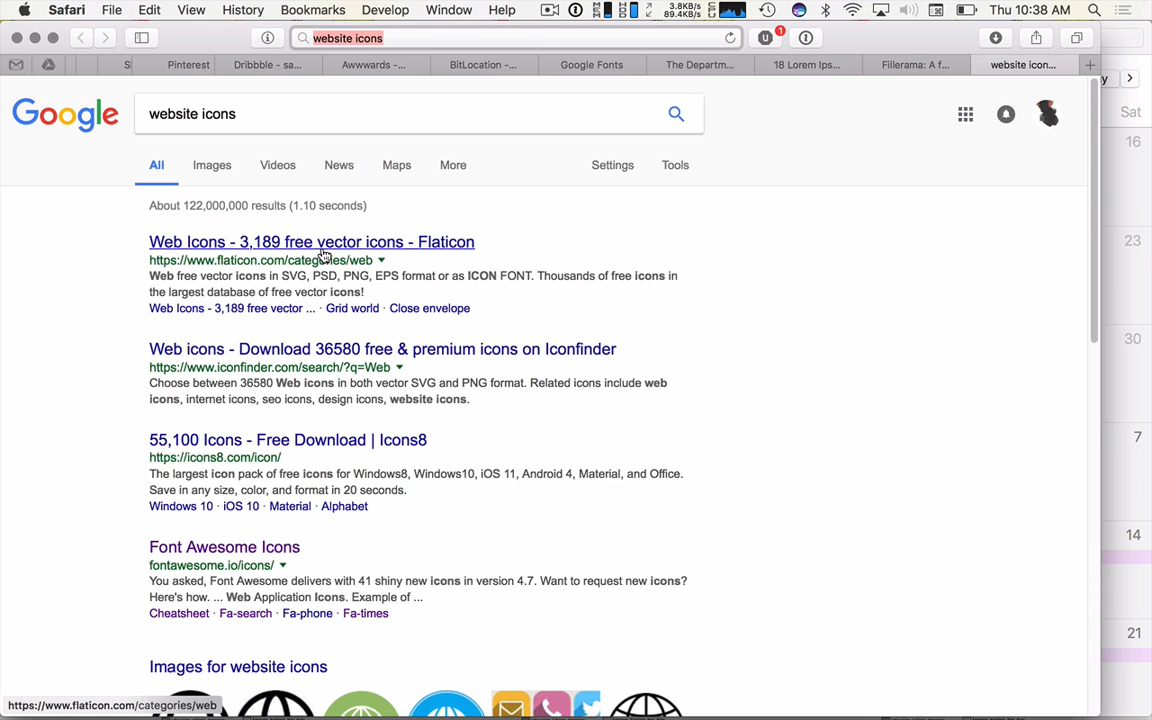 Safari File Edit View History Bookmarks Develop Window Help 3.8KB/s 89.4KB/s Thu 10:38 AM
website icons
1
S Pinterest Dribbble - sa... Awwwards -... BitLocation -... Google Fonts The Departm... 18 Lorem Ips... Fillerama: A f... website icon... +
Google website icons
All Images Videos News Maps More Settings Tools
About 122,000,000 results (1.10 seconds)
Web Icons - 3,189 free vector icons - Flaticon
https://www.flaticon.com/categories/web
Web free vector icons in SVG, PSD, PNG, EPS format or as ICON FONT. Thousands of free icons in
the largest database of free vector icons!
Web Icons - 3,189 free vector ... · Grid world · Close envelope
Web icons - Download 36580 free & premium icons on Iconfinder
https://www.iconfinder.com/search/?q=Web
Choose between 36580 Web icons in both vector SVG and PNG format. Related icons include web
icons, internet icons, seo icons, design icons, website icons.
55,100 Icons - Free Download | Icons8
https://icons8.com/icon/
The largest icon pack of free icons for Windows8, Windows10, iOS 11, Android 4, Material, and Office.
Save in any size, color, and format in 20 seconds.
Windows 10 · iOS 10 · Material · Alphabet
Font Awesome Icons
fontawesome.io/icons/
You asked, Font Awesome delivers with 41 shiny new icons in version 4.7. Want to request new icons?
Here's how. ... Web Application Icons. Example of ...
Cheatsheet · Fa-search · Fa-phone · Fa-times
Images for website icons
https://www.flaticon.com/categories/web
y
Sat
16
23
30
7
14
21